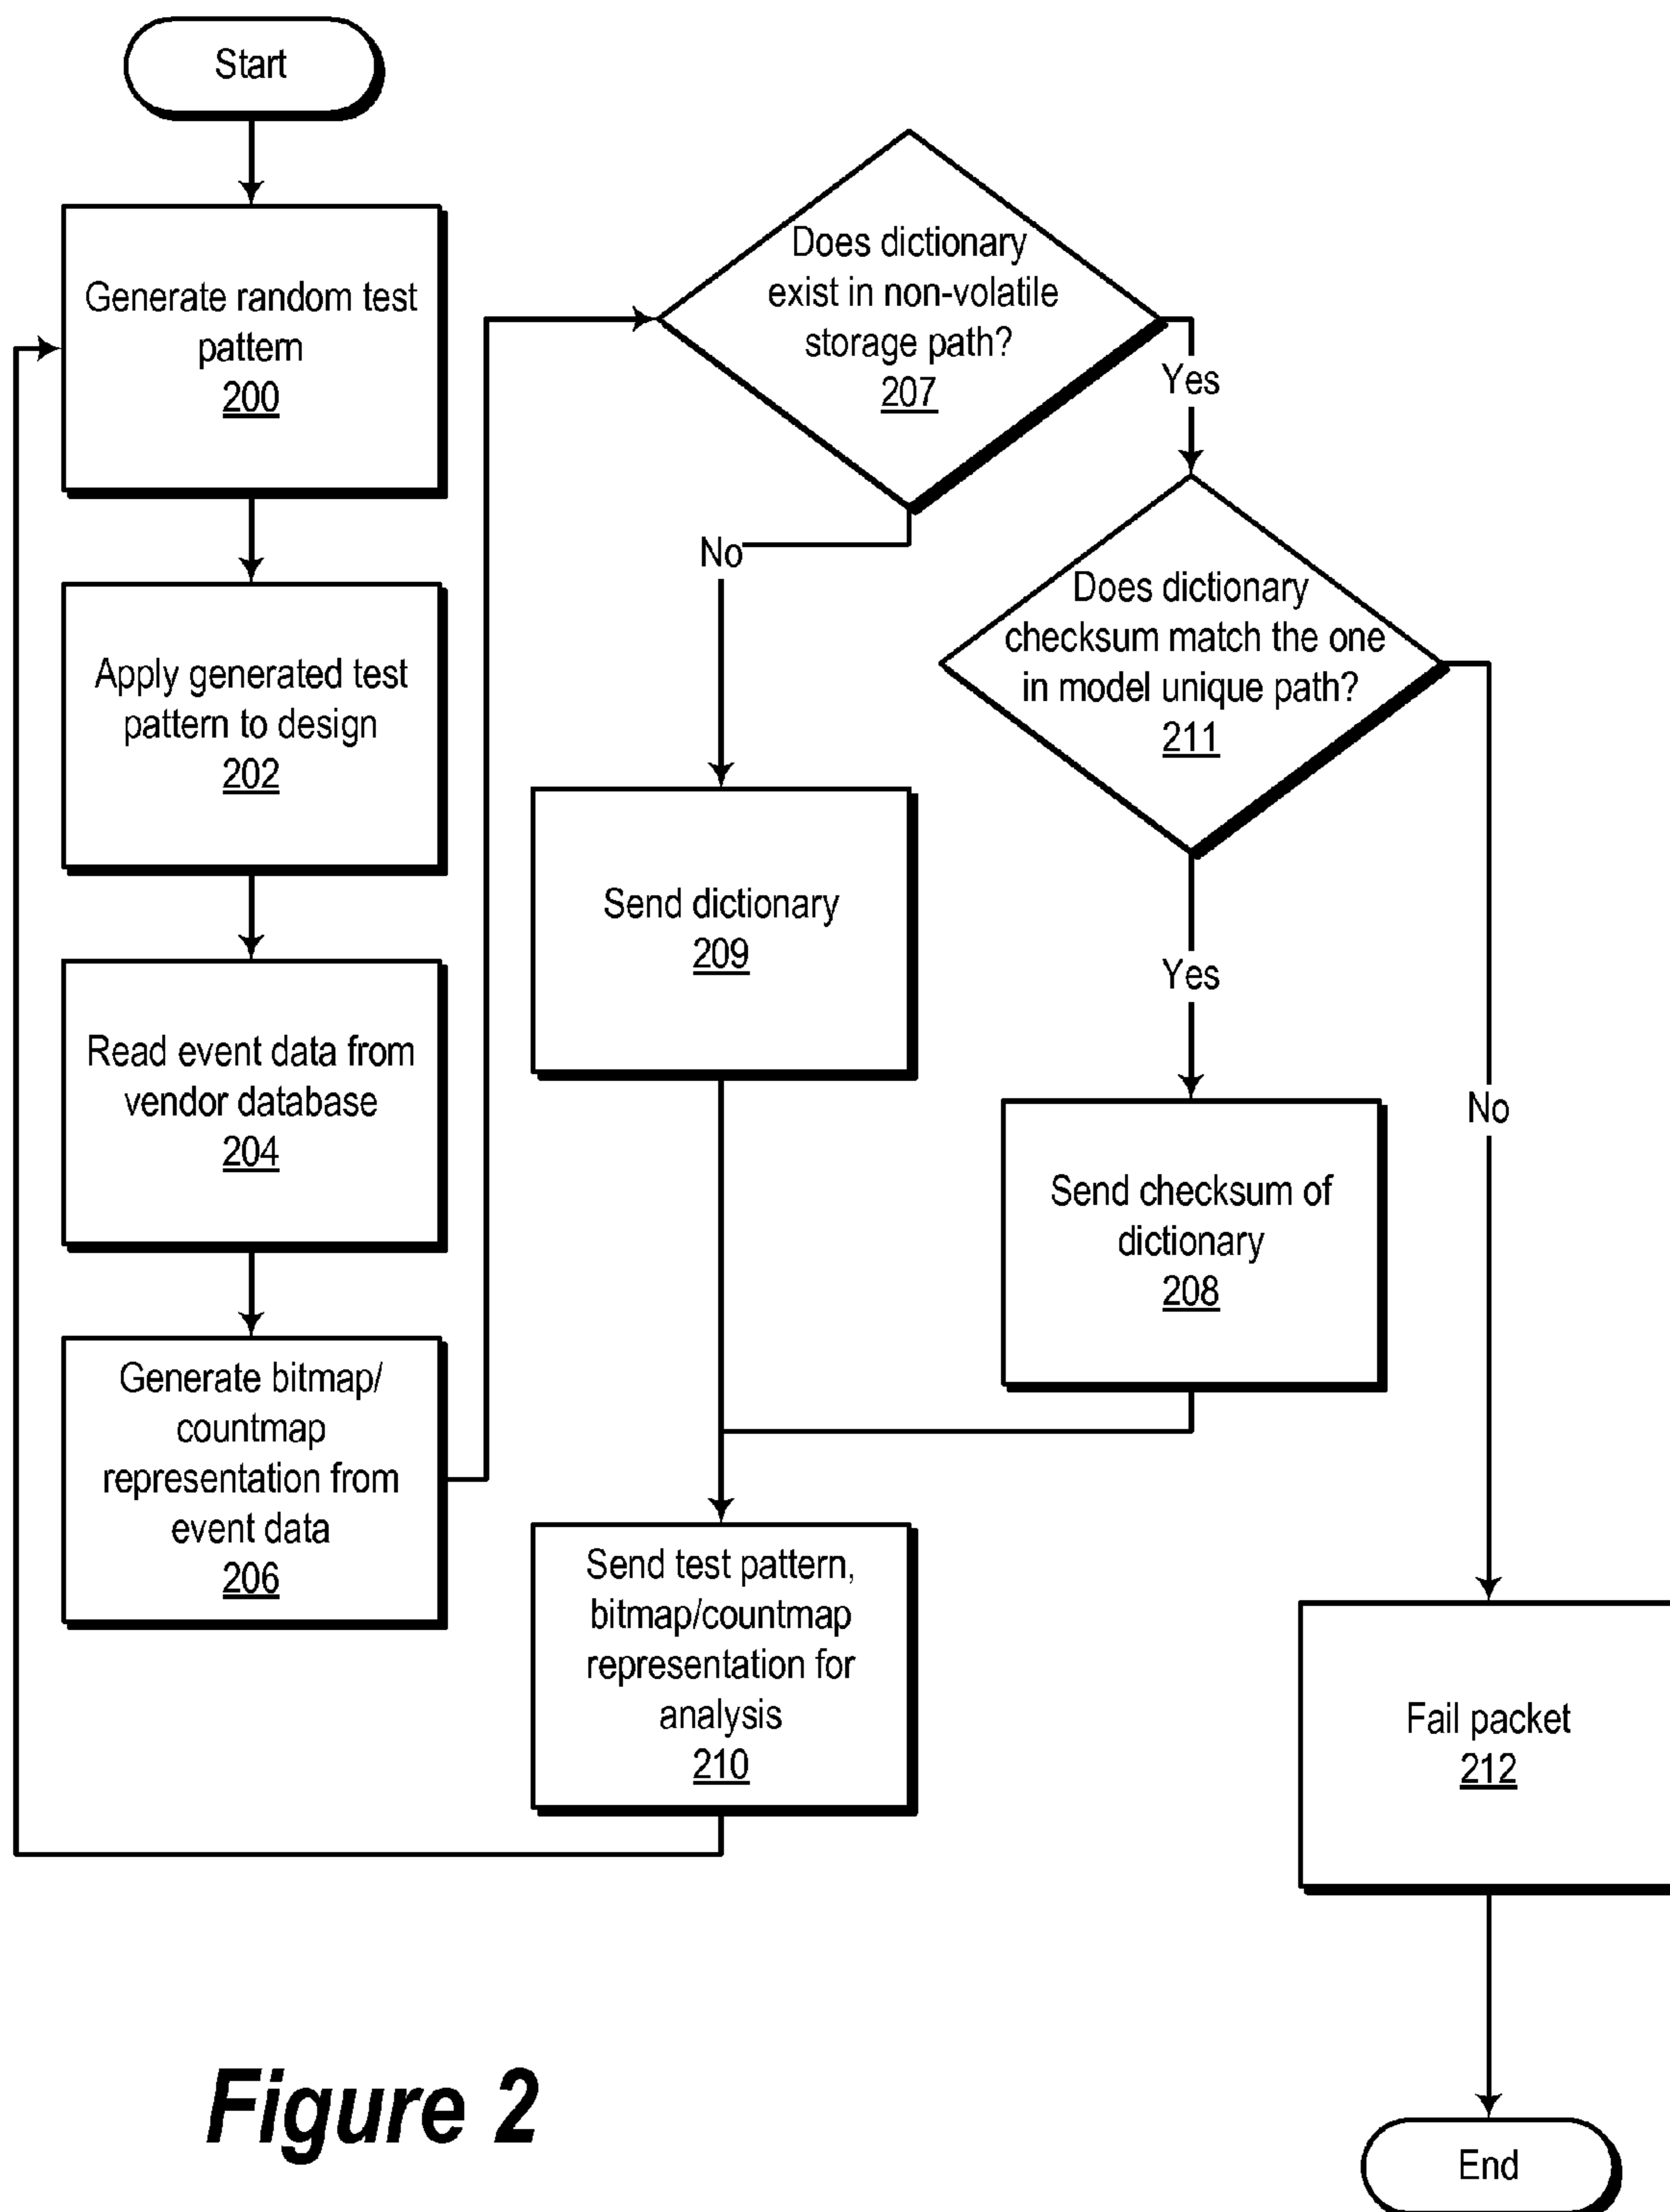 Start
Generate random test
pattern
200
Apply generated test
pattern to design
202
Read event data from
vendor database
204
Generate bitmap/
countmap
representation from
event data
206
Does dictionary
exist in non-volatile
storage path?
207
Yes
No
Does dictionary
checksum match the one
in model unique path?
211
Send dictionary
209
Yes
No
Send checksum of
dictionary
208
Send test pattern,
bitmap/countmap
representation for
analysis
210
Fail packet
212
End
Figure 2